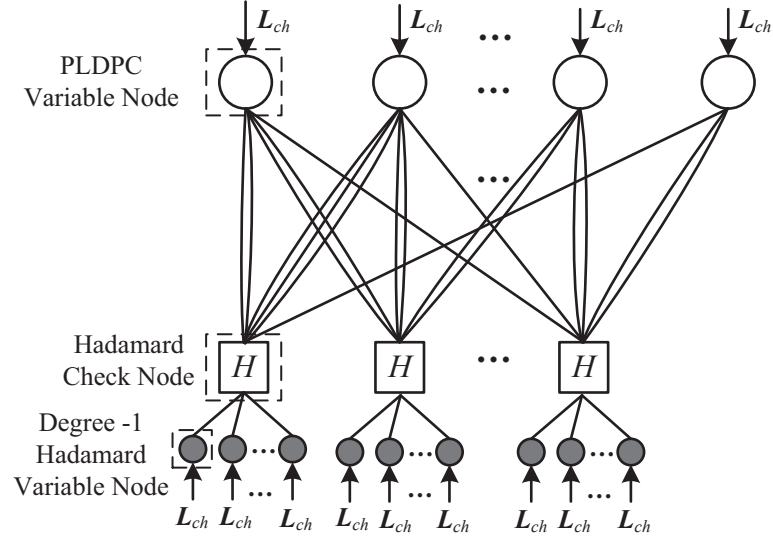 L_ch L_ch ... L_ch L_ch
PLDPC
Variable Node
...
...
Hadamard
Check Node
H H ... H
Degree -1
Hadamard
Variable Node
... ... ...
... ... ...
L_ch L_ch L_ch L_ch L_ch L_ch L_ch L_ch L_ch